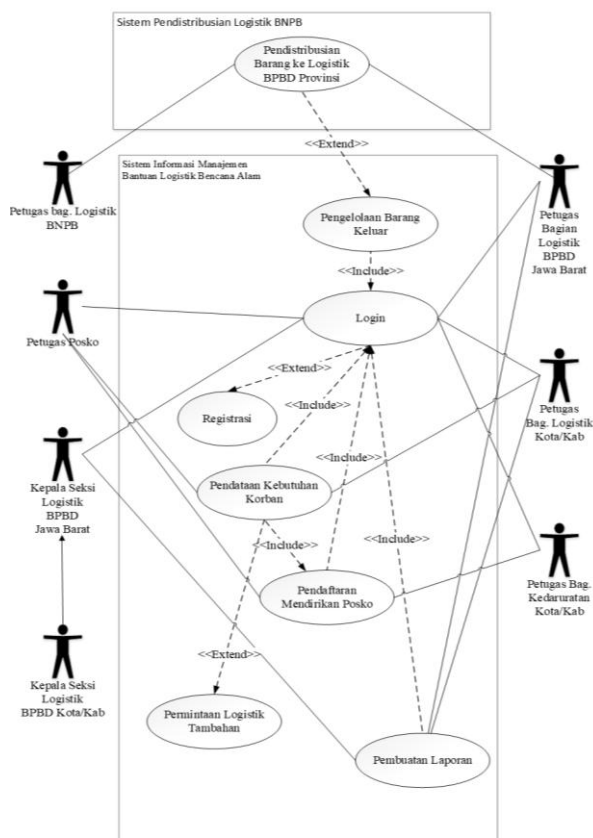 Sistem Pendistribusian Logistik BNPB
Pendistribusian
Barang ke Logistik
BPBD Provinsi
<<Extend>>
Sistem Informasi Manajemen
Bantuan Logistik Bencana Alam
Petugas bag. Logistik
BNPB
Petugas
Bagian
Logistik
BPBD
Jawa Barat
Pengelolaan Barang
Keluar
<<Include>>
Login
Petugas Posko
<<Extend>>
Registrasi
<<Include>>
Petugas
Bag. Logistik
Kota/Kab
<<Include>>
Kepala Seksi
Logistik
BPBD
Jawa Barat
Pendataan Kebutuhan
Korban
<<Include>>
<<Include>>
Pendaftaran
Mendirikan Posko
Petugas Bag.
Kedaruratan
Kota/Kab
<<Extend>>
Kepala Seksi
Logistik
BPBD Kota/Kab
Permintaan Logistik
Tambahan
Pembuatan Laporan